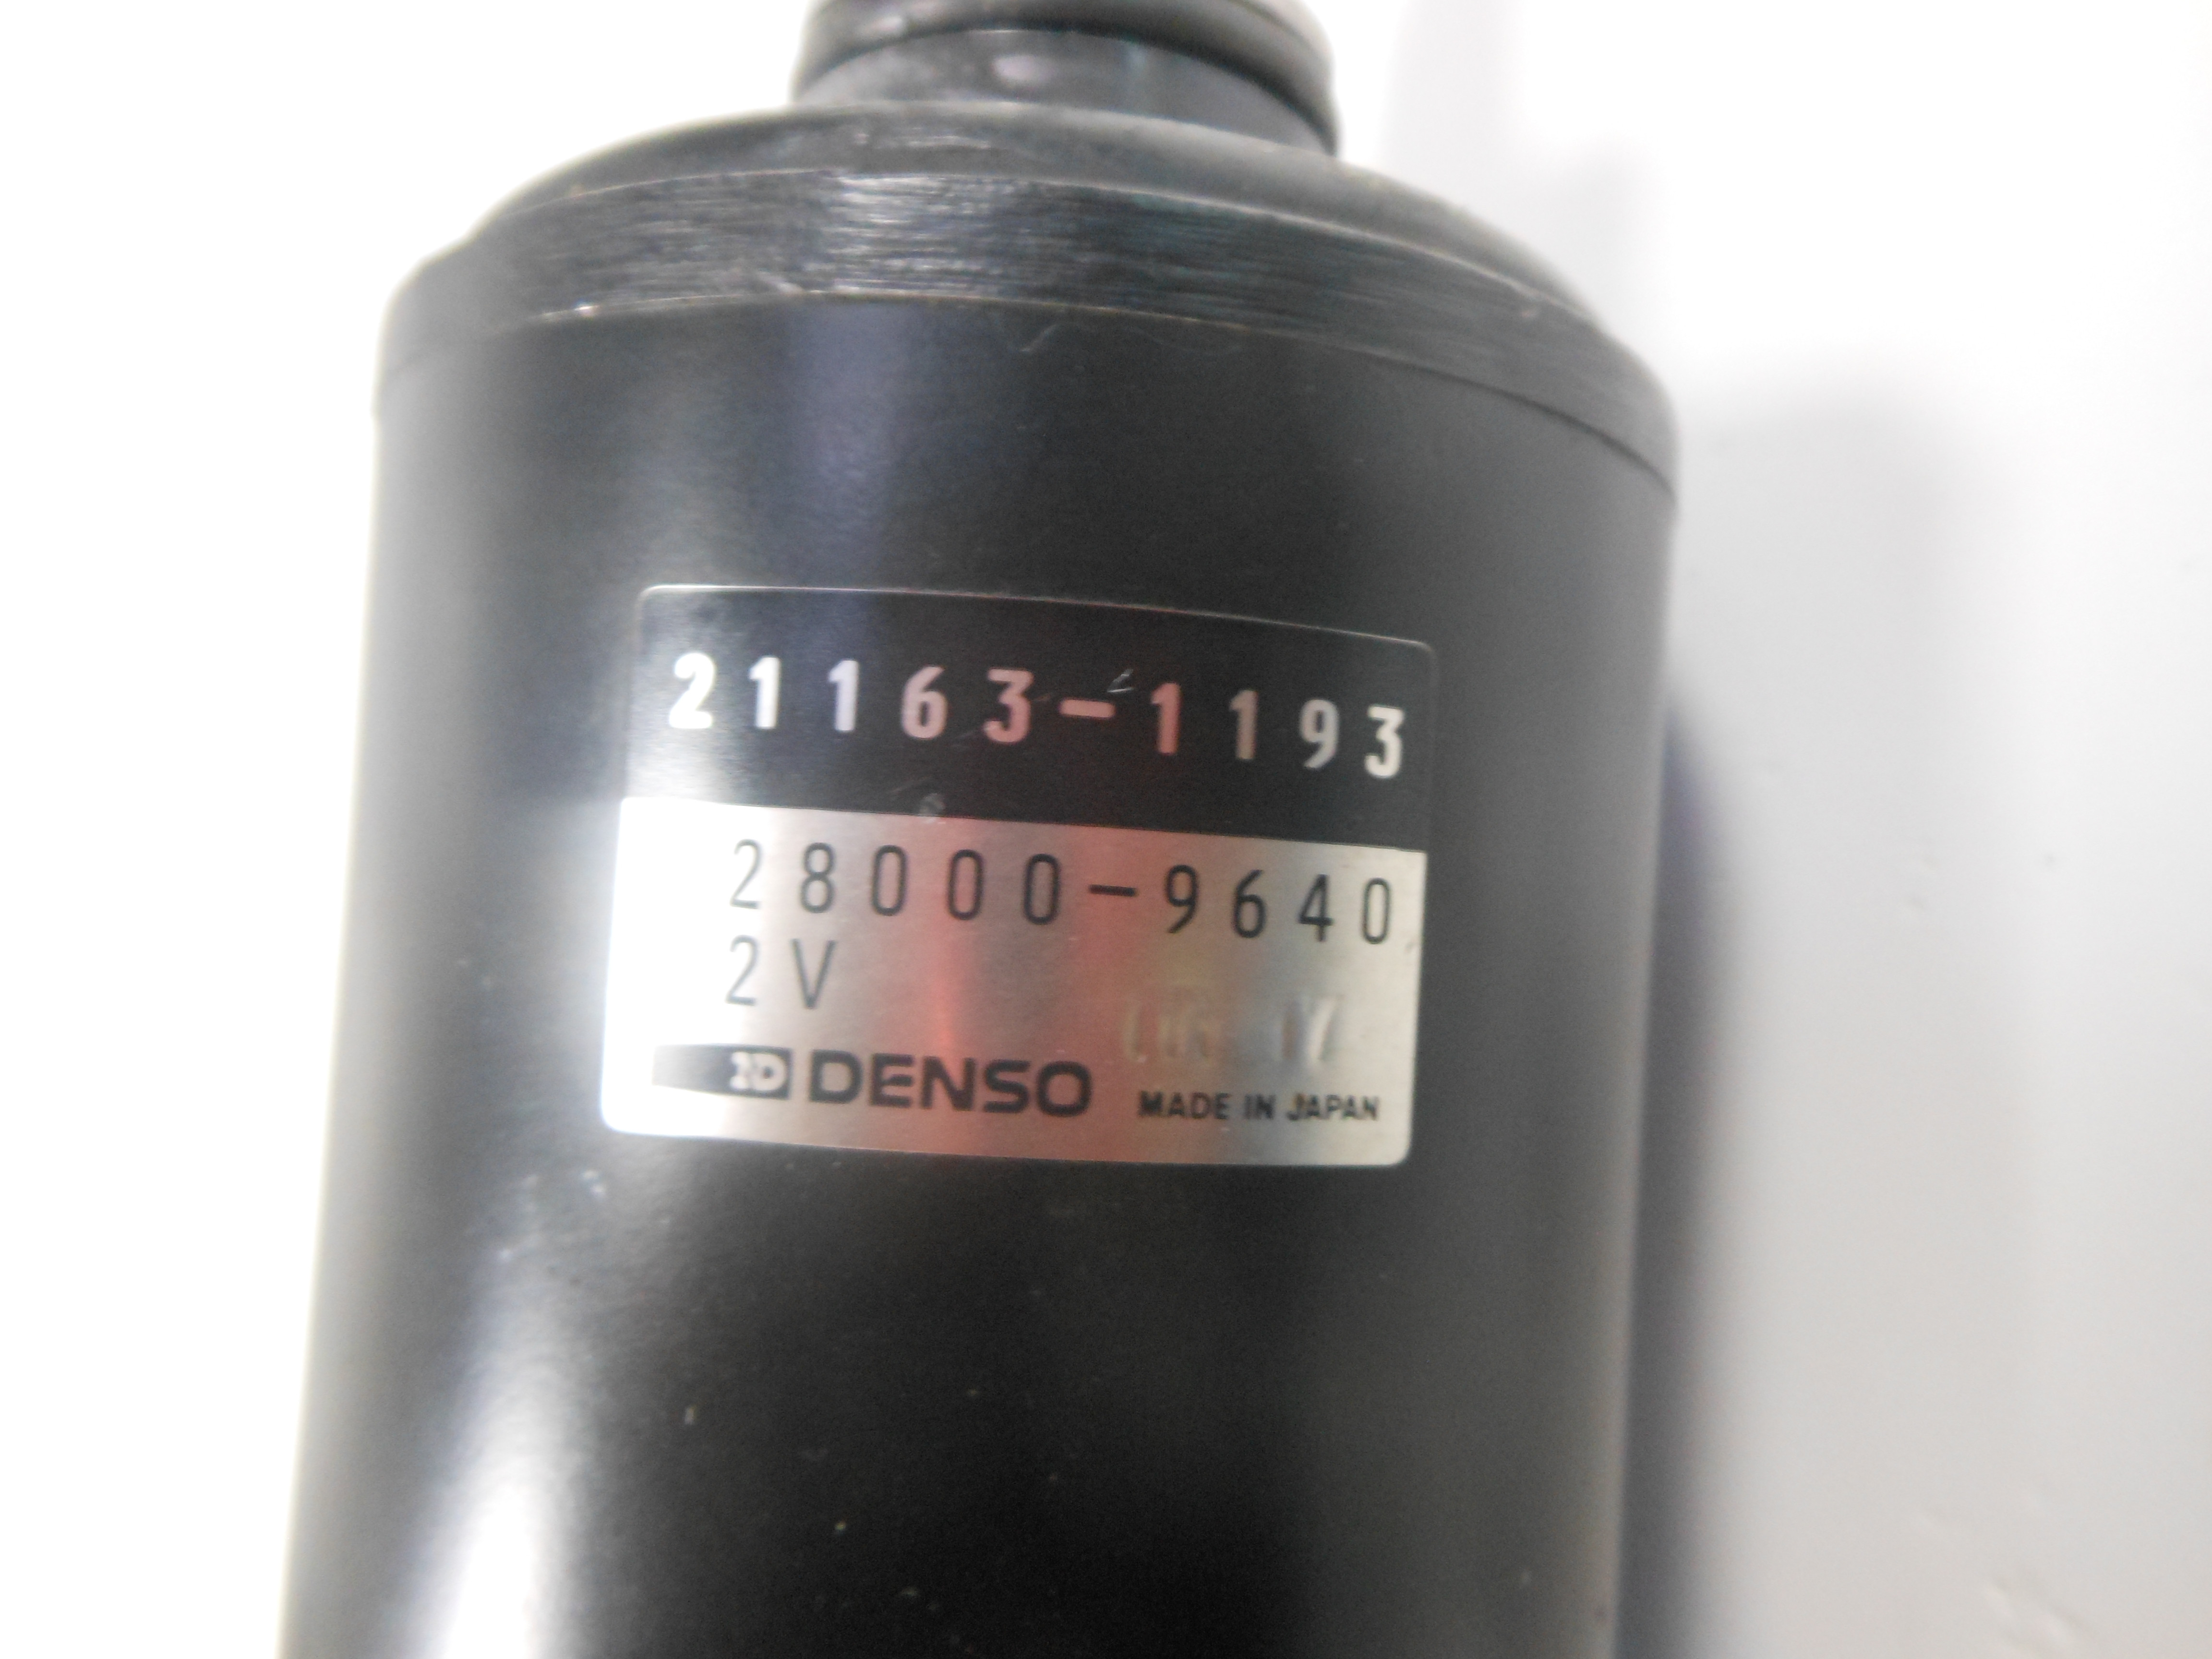 21163-1193
28000-9640
2V
DENSO MADE IN JAPAN